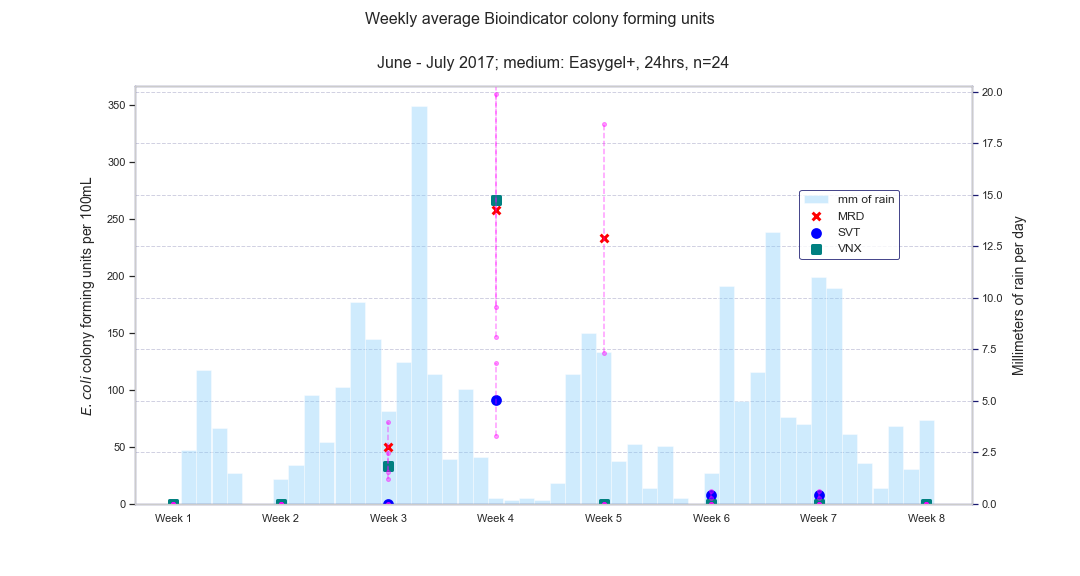 Weekly average Bioindicator colony forming units
June - July 2017; medium: Easygel+, 24hrs, n=24
E. coli colony forming units per 100mL
350
300
250
200
150
100
50
0
20.0
17.5
15.0
12.5
10.0
7.5
5.0
2.5
0.0
Millimeters of rain per day
mm of rain
MRD
SVT
VNX
Week 1 Week 2 Week 3 Week 4 Week 5 Week 6 Week 7 Week 8